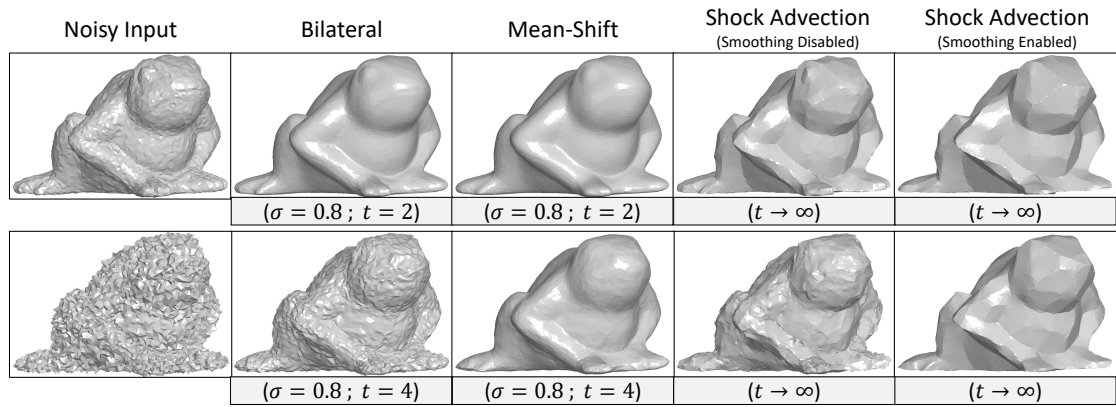 Noisy Input
Bilateral
Mean-Shift
Shock Advection
(Smoothing Disabled)
Shock Advection
(Smoothing Enabled)
(σ = 0.8 ; t = 2)
(σ = 0.8 ; t = 2)
(t → ∞)
(t → ∞)
(σ = 0.8 ; t = 4)
(σ = 0.8 ; t = 4)
(t → ∞)
(t → ∞)